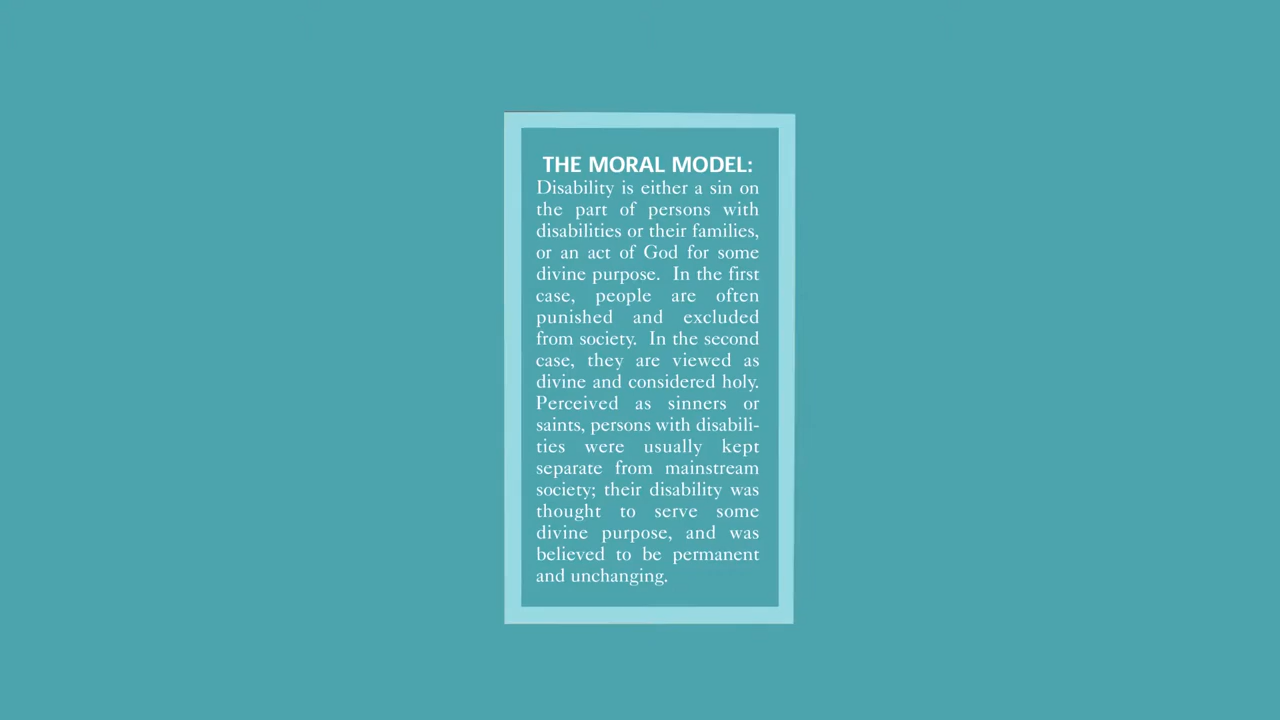 THE MORAL MODEL:
Disability is either a sin on
the part of persons with
disabilities or their families,
or an act of God for some
divine purpose.  In the first
case, people are often
punished and excluded
from society.  In the second
case, they are viewed as
divine and considered holy.
Perceived as sinners or
saints, persons with disabili-
ties were usually kept
separate from mainstream
society; their disability was
thought to serve some
divine purpose, and was
believed to be permanent
and unchanging.